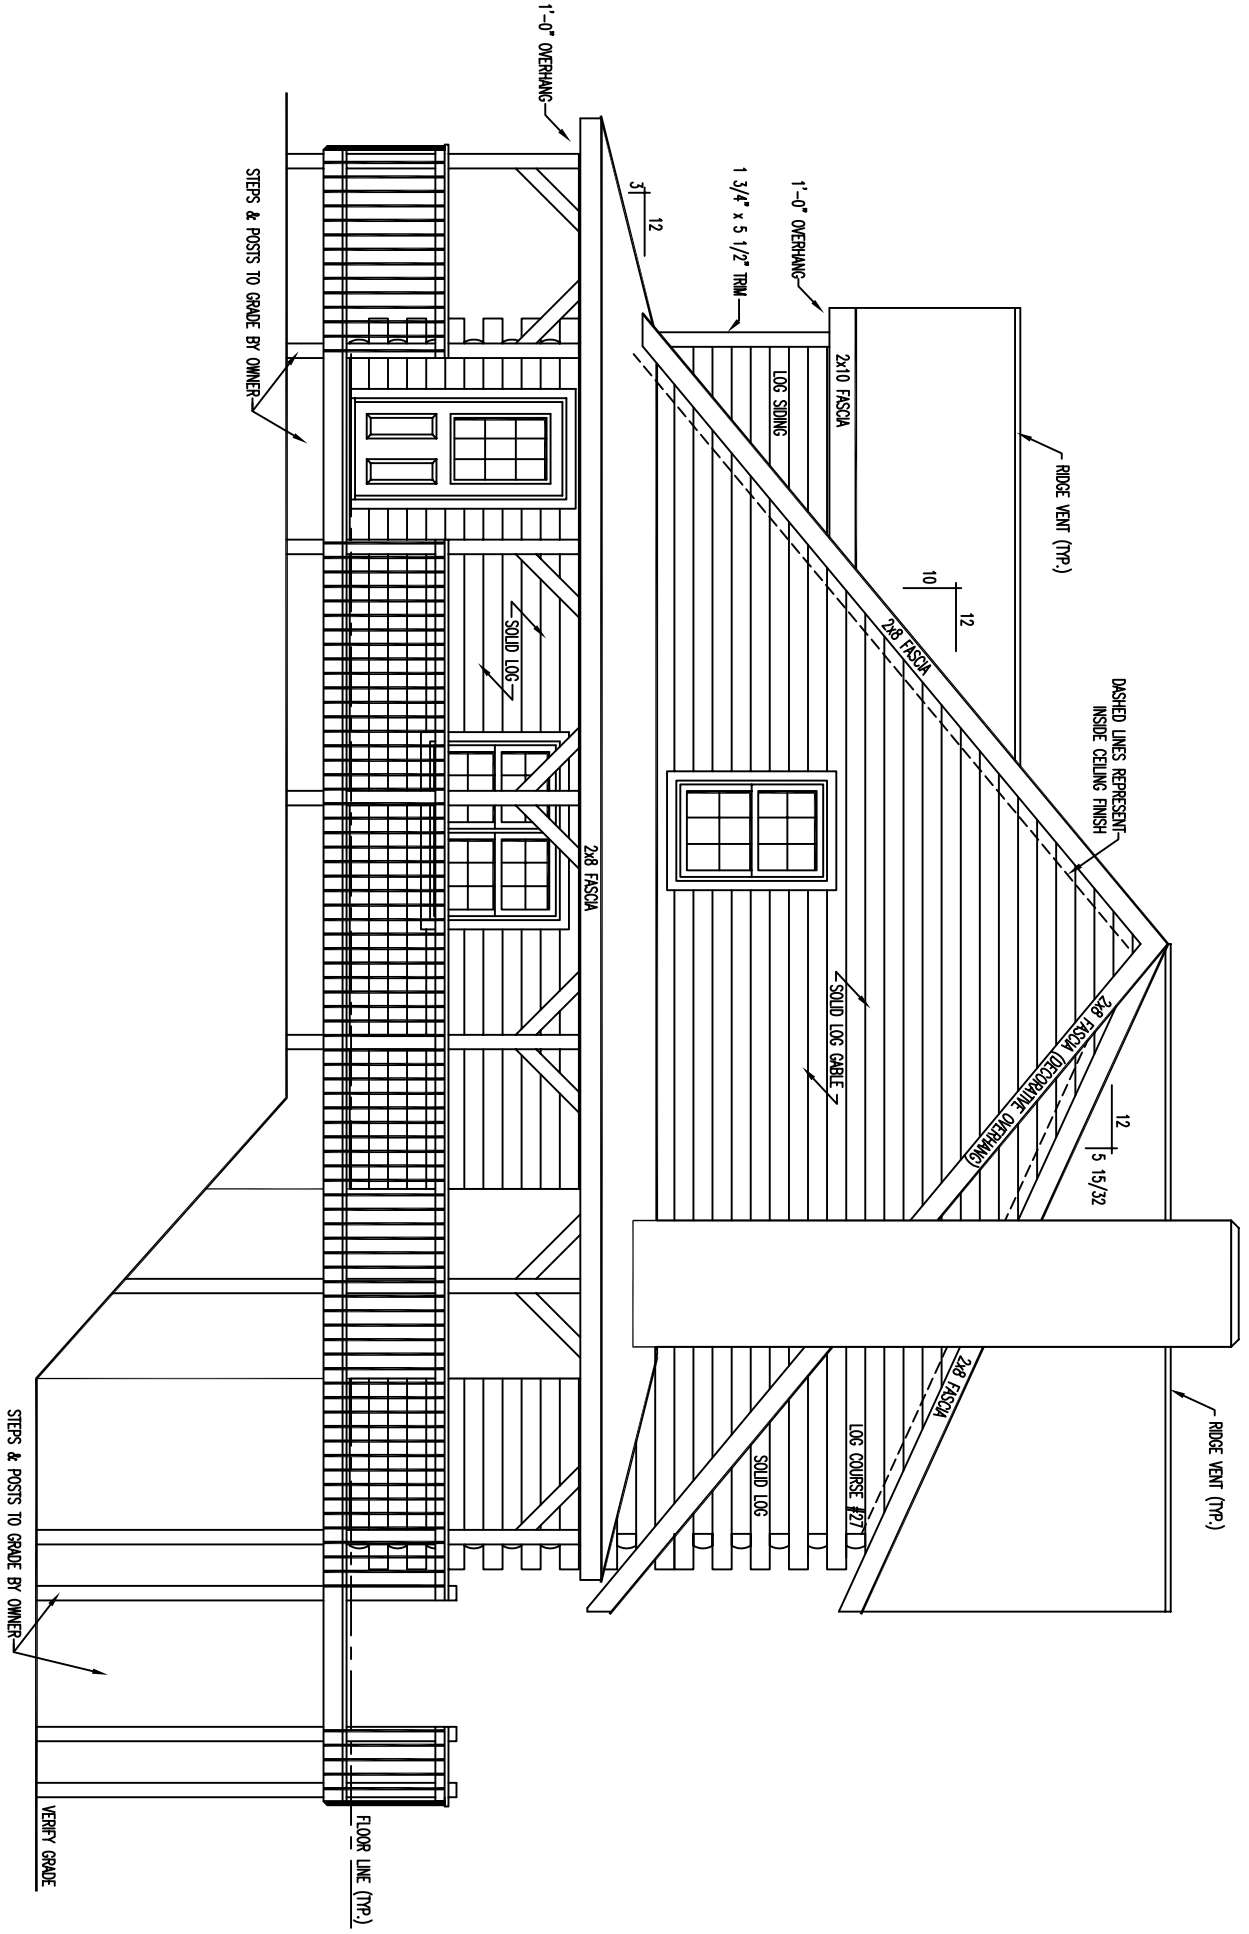 RIDGE VENT (TYP.)
RIDGE VENT (TYP.)
DASHED LINES REPRESENT
INSIDE CEILING FINISH
12
5 15/32
2x8 FASCIA (DECORATIVE OVERHANG)
12
10
2x8 FASCIA
2x8 FASCIA
1'-0" OVERHANG
2x10 FASCIA
LOG COURSE #27
SOLID LOG GABLE
LOG SIDING
SOLID LOG
1 3/4" x 5 1/2" TRIM
12
3
1'-0" OVERHANG
2x8 FASCIA
SOLID LOG
FLOOR LINE (TYP.)
STEPS & POSTS TO GRADE BY OWNER
VERIFY GRADE
STEPS & POSTS TO GRADE BY OWNER